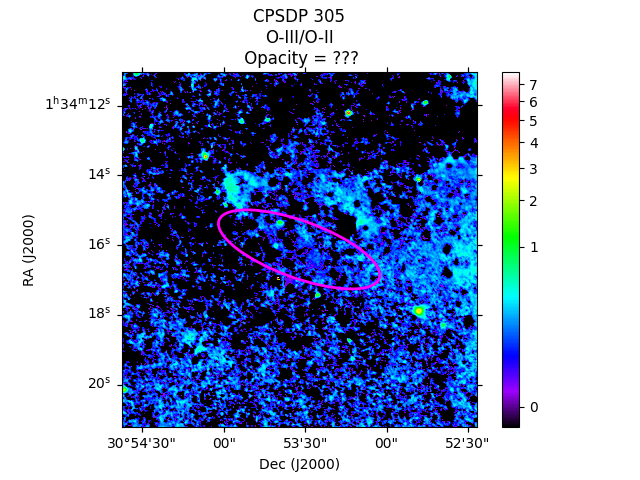 CPSDP 305
O-III/O-II
Opacity = ???
RA (J2000)
1ʰ34ᵐ12ˢ
14ˢ
16ˢ
18ˢ
20ˢ
30°54'30" 00" 53'30" 00" 52'30"
Dec (J2000)
7
6
5
4
3
2
1
0